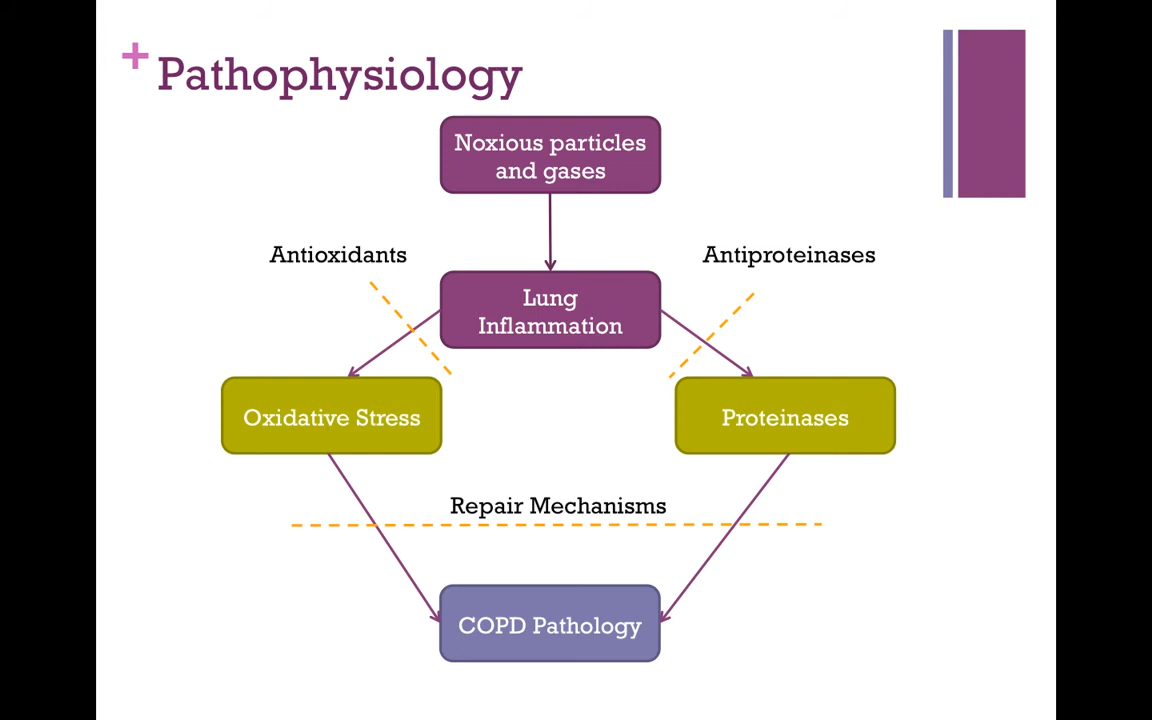 + Pathophysiology
Noxious particles
and gases
Antioxidants
Antiproteinases
Lung
Inflammation
Oxidative Stress
Proteinases
Repair Mechanisms
COPD Pathology